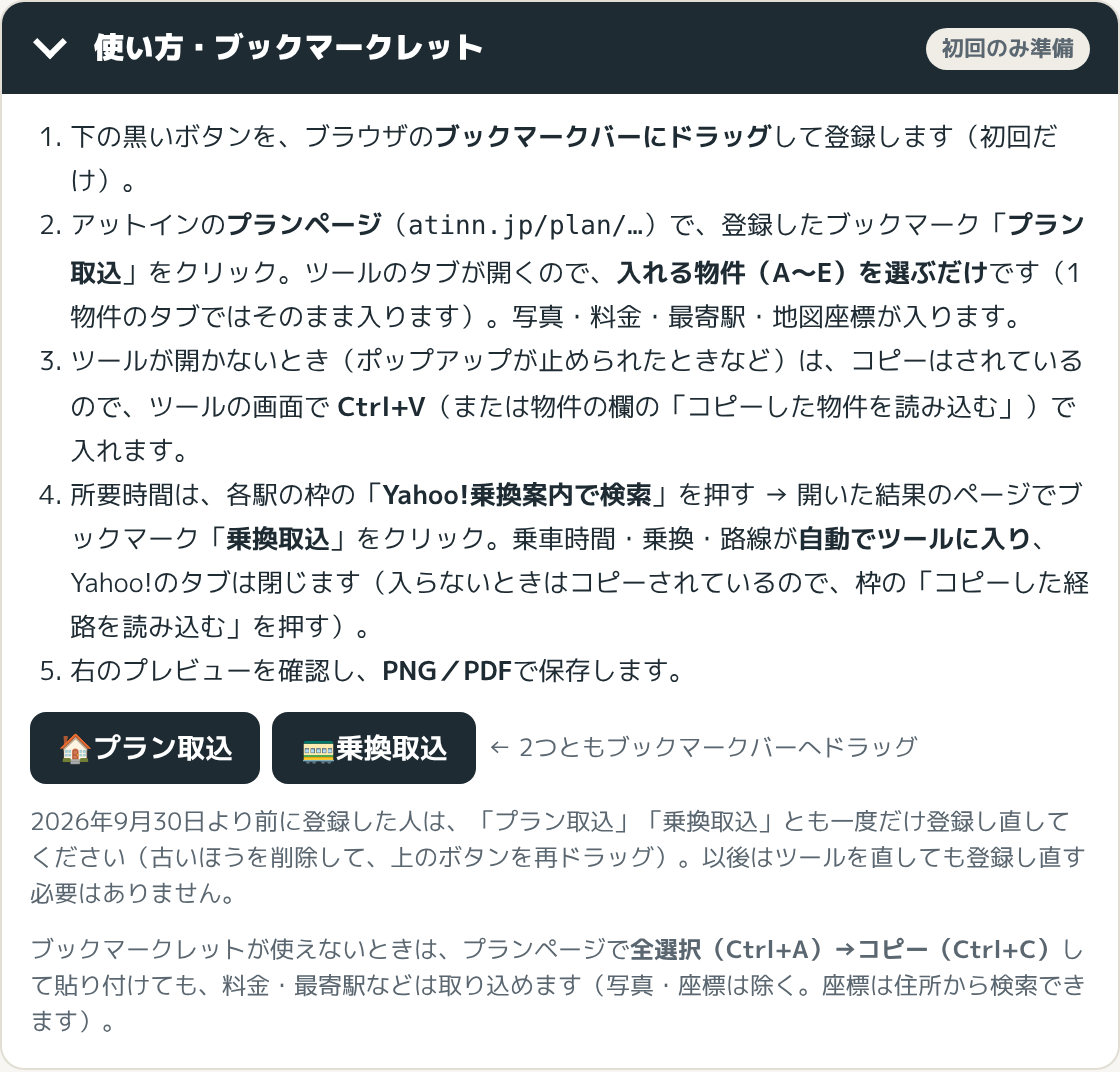 使い方・ブックマークレット
初回のみ準備
1. 下の黒いボタンを、ブラウザのブックマークバーにドラッグして登録します（初回だ
け）。
2. アットインのプランページ（atinn.jp/plan/…）で、登録したブックマーク「プラン
取込」をクリック。ツールのタブが開くので、入れる物件（A〜E）を選ぶだけです（1
物件のタブではそのまま入ります）。写真・料金・最寄駅・地図座標が入ります。
3. ツールが開かないとき（ポップアップが止められたときなど）は、コピーはされている
ので、ツールの画面で Ctrl+V（または物件の欄の「コピーした物件を読み込む」）で
入れます。
4. 所要時間は、各駅の枠の「Yahoo!乗換案内で検索」を押す → 開いた結果のページでブ
ックマーク「乗換取込」をクリック。乗車時間・乗換・路線が自動でツールに入り、
Yahoo!のタブは閉じます（入らないときはコピーされているので、枠の「コピーした経
路を読み込む」を押す）。
5. 右のプレビューを確認し、PNG／PDFで保存します。
🏠プラン取込 🚃乗換取込 ← 2つともブックマークバーへドラッグ
2026年9月30日より前に登録した人は、「プラン取込」「乗換取込」とも一度だけ登録し直して
ください（古いほうを削除して、上のボタンを再ドラッグ）。以後はツールを直しても登録し直す
必要はありません。
ブックマークレットが使えないときは、プランページで全選択（Ctrl+A）→コピー（Ctrl+C）し
て貼り付けても、料金・最寄駅などは取り込めます（写真・座標は除く。座標は住所から検索でき
ます）。